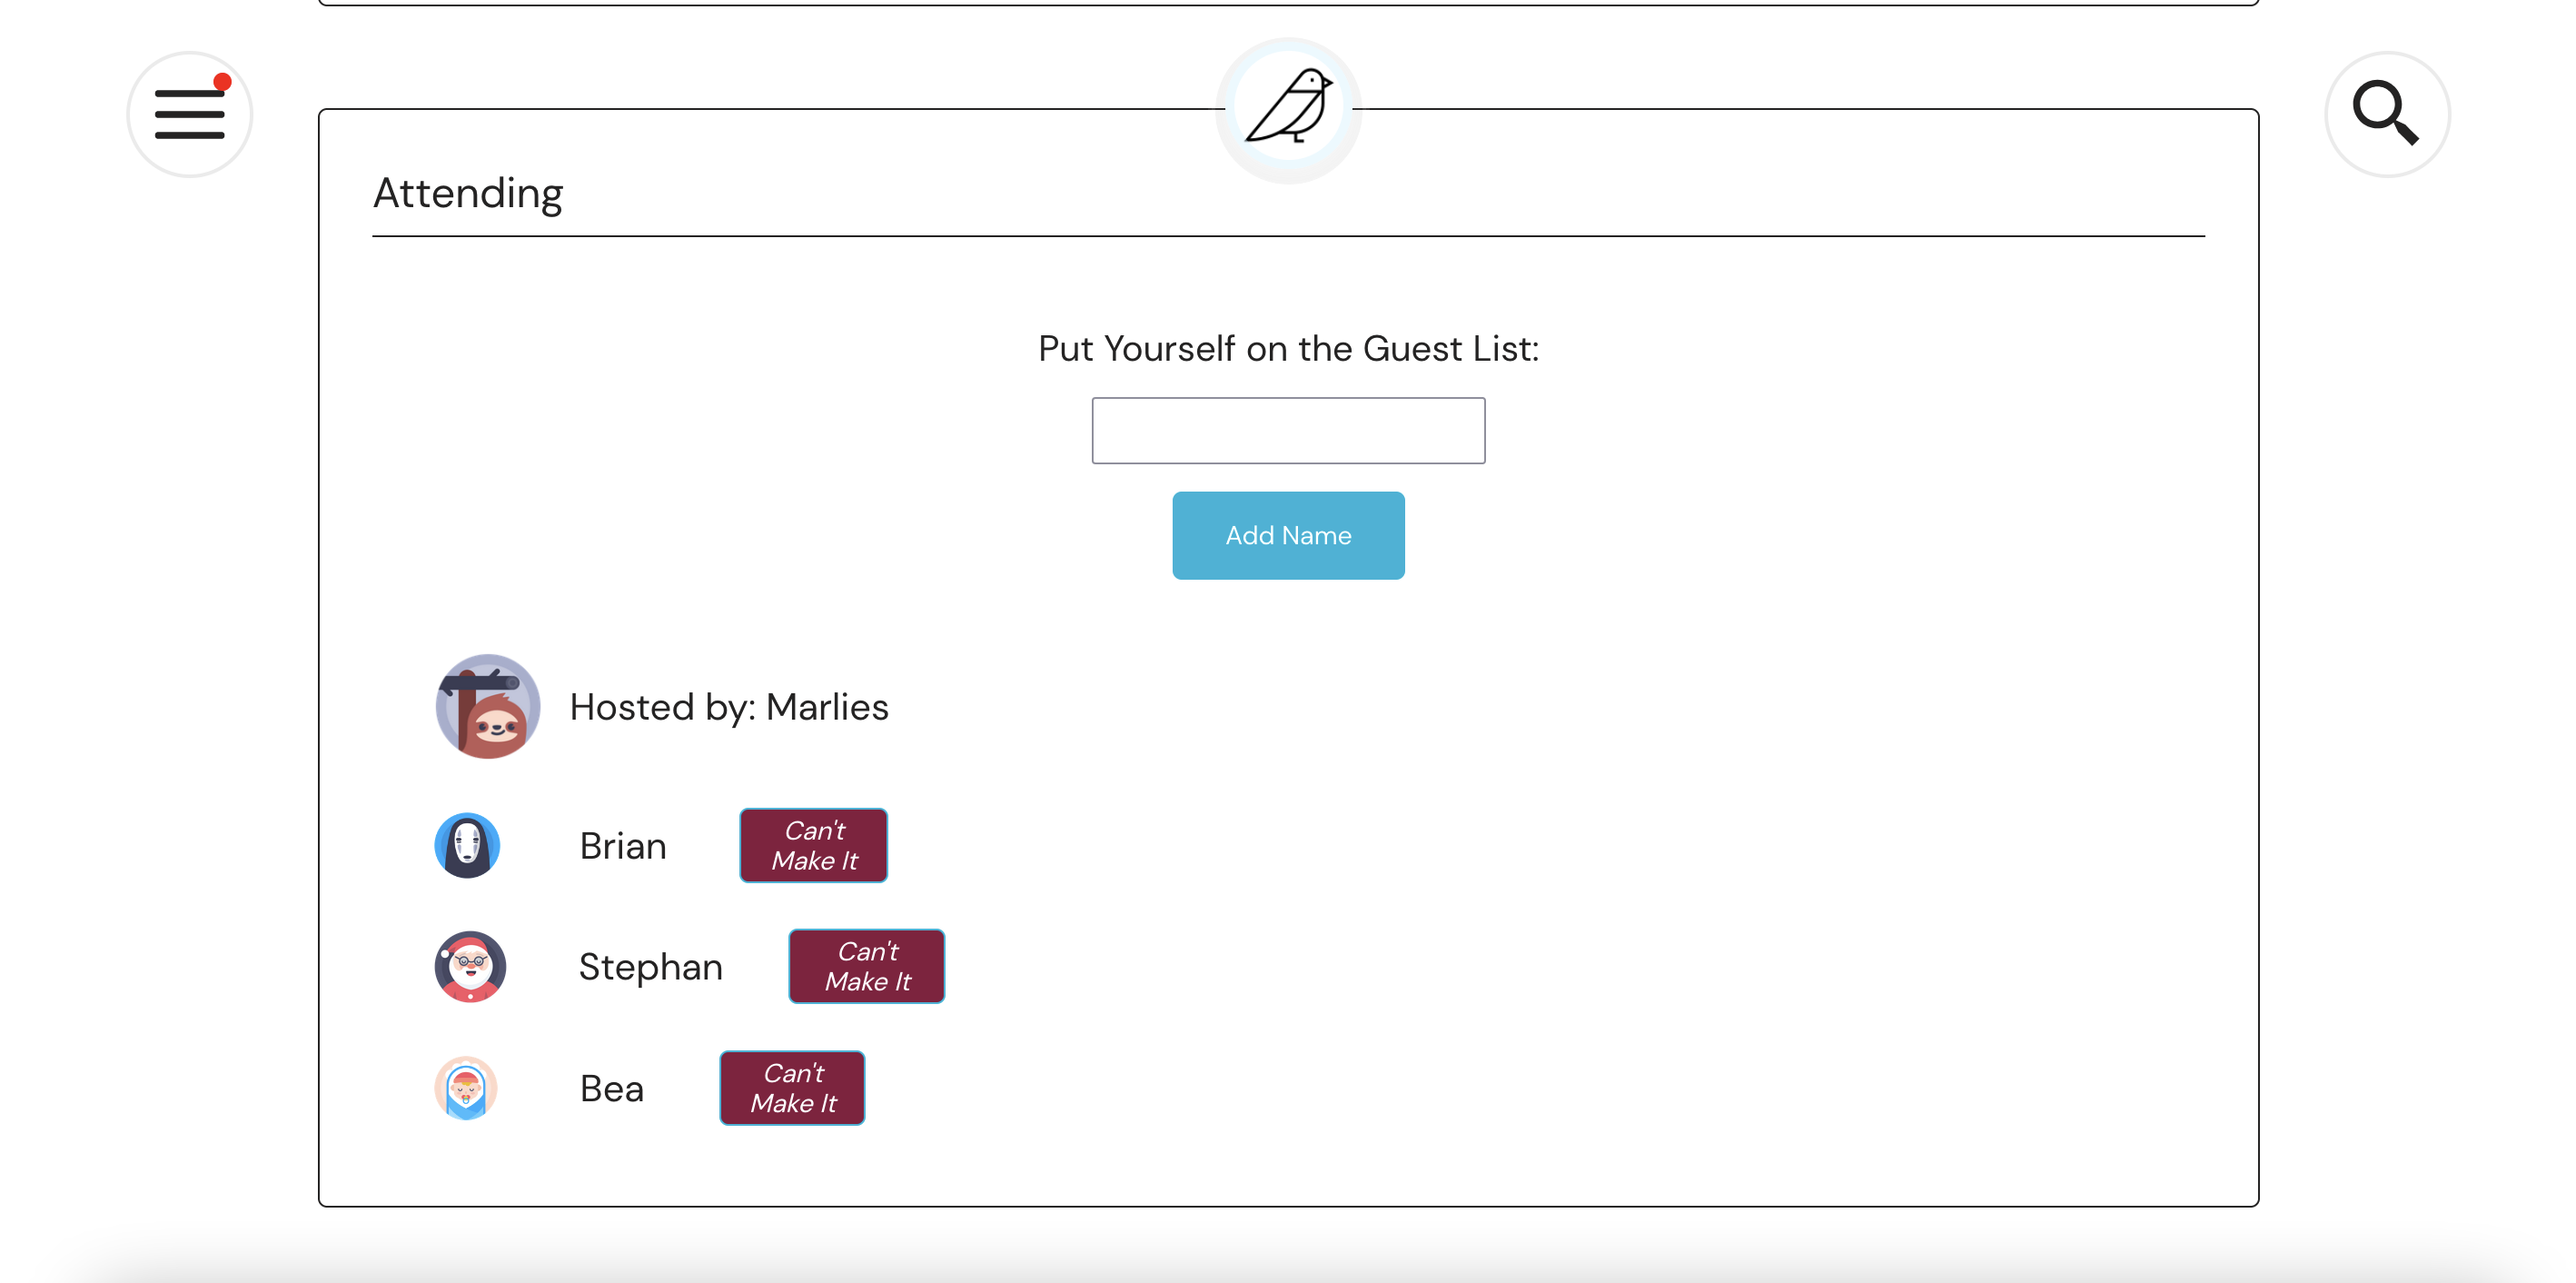 Attending
Put Yourself on the Guest List:
Add Name
Hosted by: Marlies
Brian
Can't
Make It
Stephan
Can't
Make It
Bea
Can't
Make It